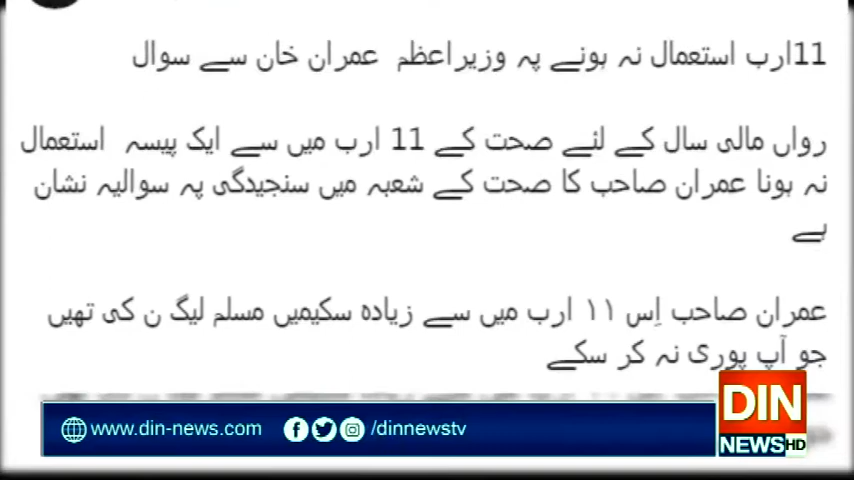 11ارب استعمال نہ ہونے پہ وزیراعظم عمران خان سے سوال
رواں مالی سال کے لئے صحت کے 11 ارب میں سے ایک پیسہ استعمال
نہ ہونا عمران صاحب کا صحت کے شعبہ میں سنجیدگی پہ سوالیہ نشان
ہے
عمران صاحب اِس ۱۱ ارب میں سے زیادہ سکیمیں مسلم لیگ ن کی تھیں
جو آپ پوری نہ کر سکے
www.din-news.com /dinnewstv
DIN
NEWSHD